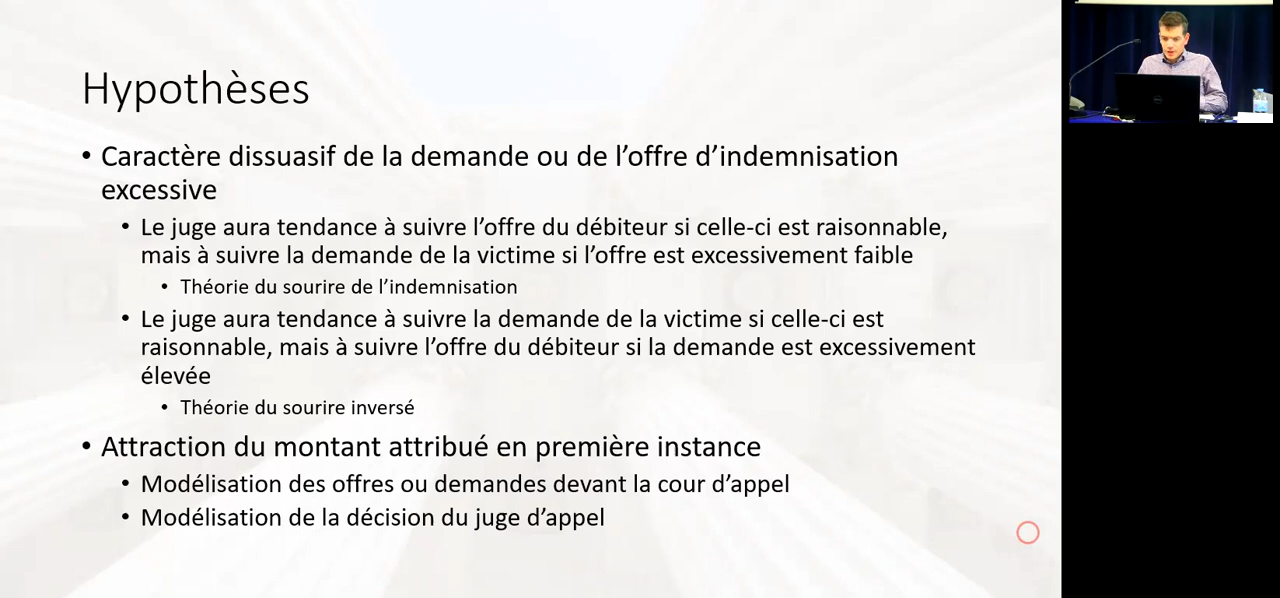 Hypothèses
• Caractère dissuasif de la demande ou de l’offre d’indemnisation
excessive
• Le juge aura tendance à suivre l’offre du débiteur si celle-ci est raisonnable,
mais à suivre la demande de la victime si l’offre est excessivement faible
• Théorie du sourire de l’indemnisation
• Le juge aura tendance à suivre la demande de la victime si celle-ci est
raisonnable, mais à suivre l’offre du débiteur si la demande est excessivement
élevée
• Théorie du sourire inversé
• Attraction du montant attribué en première instance
• Modélisation des offres ou demandes devant la cour d’appel
• Modélisation de la décision du juge d’appel